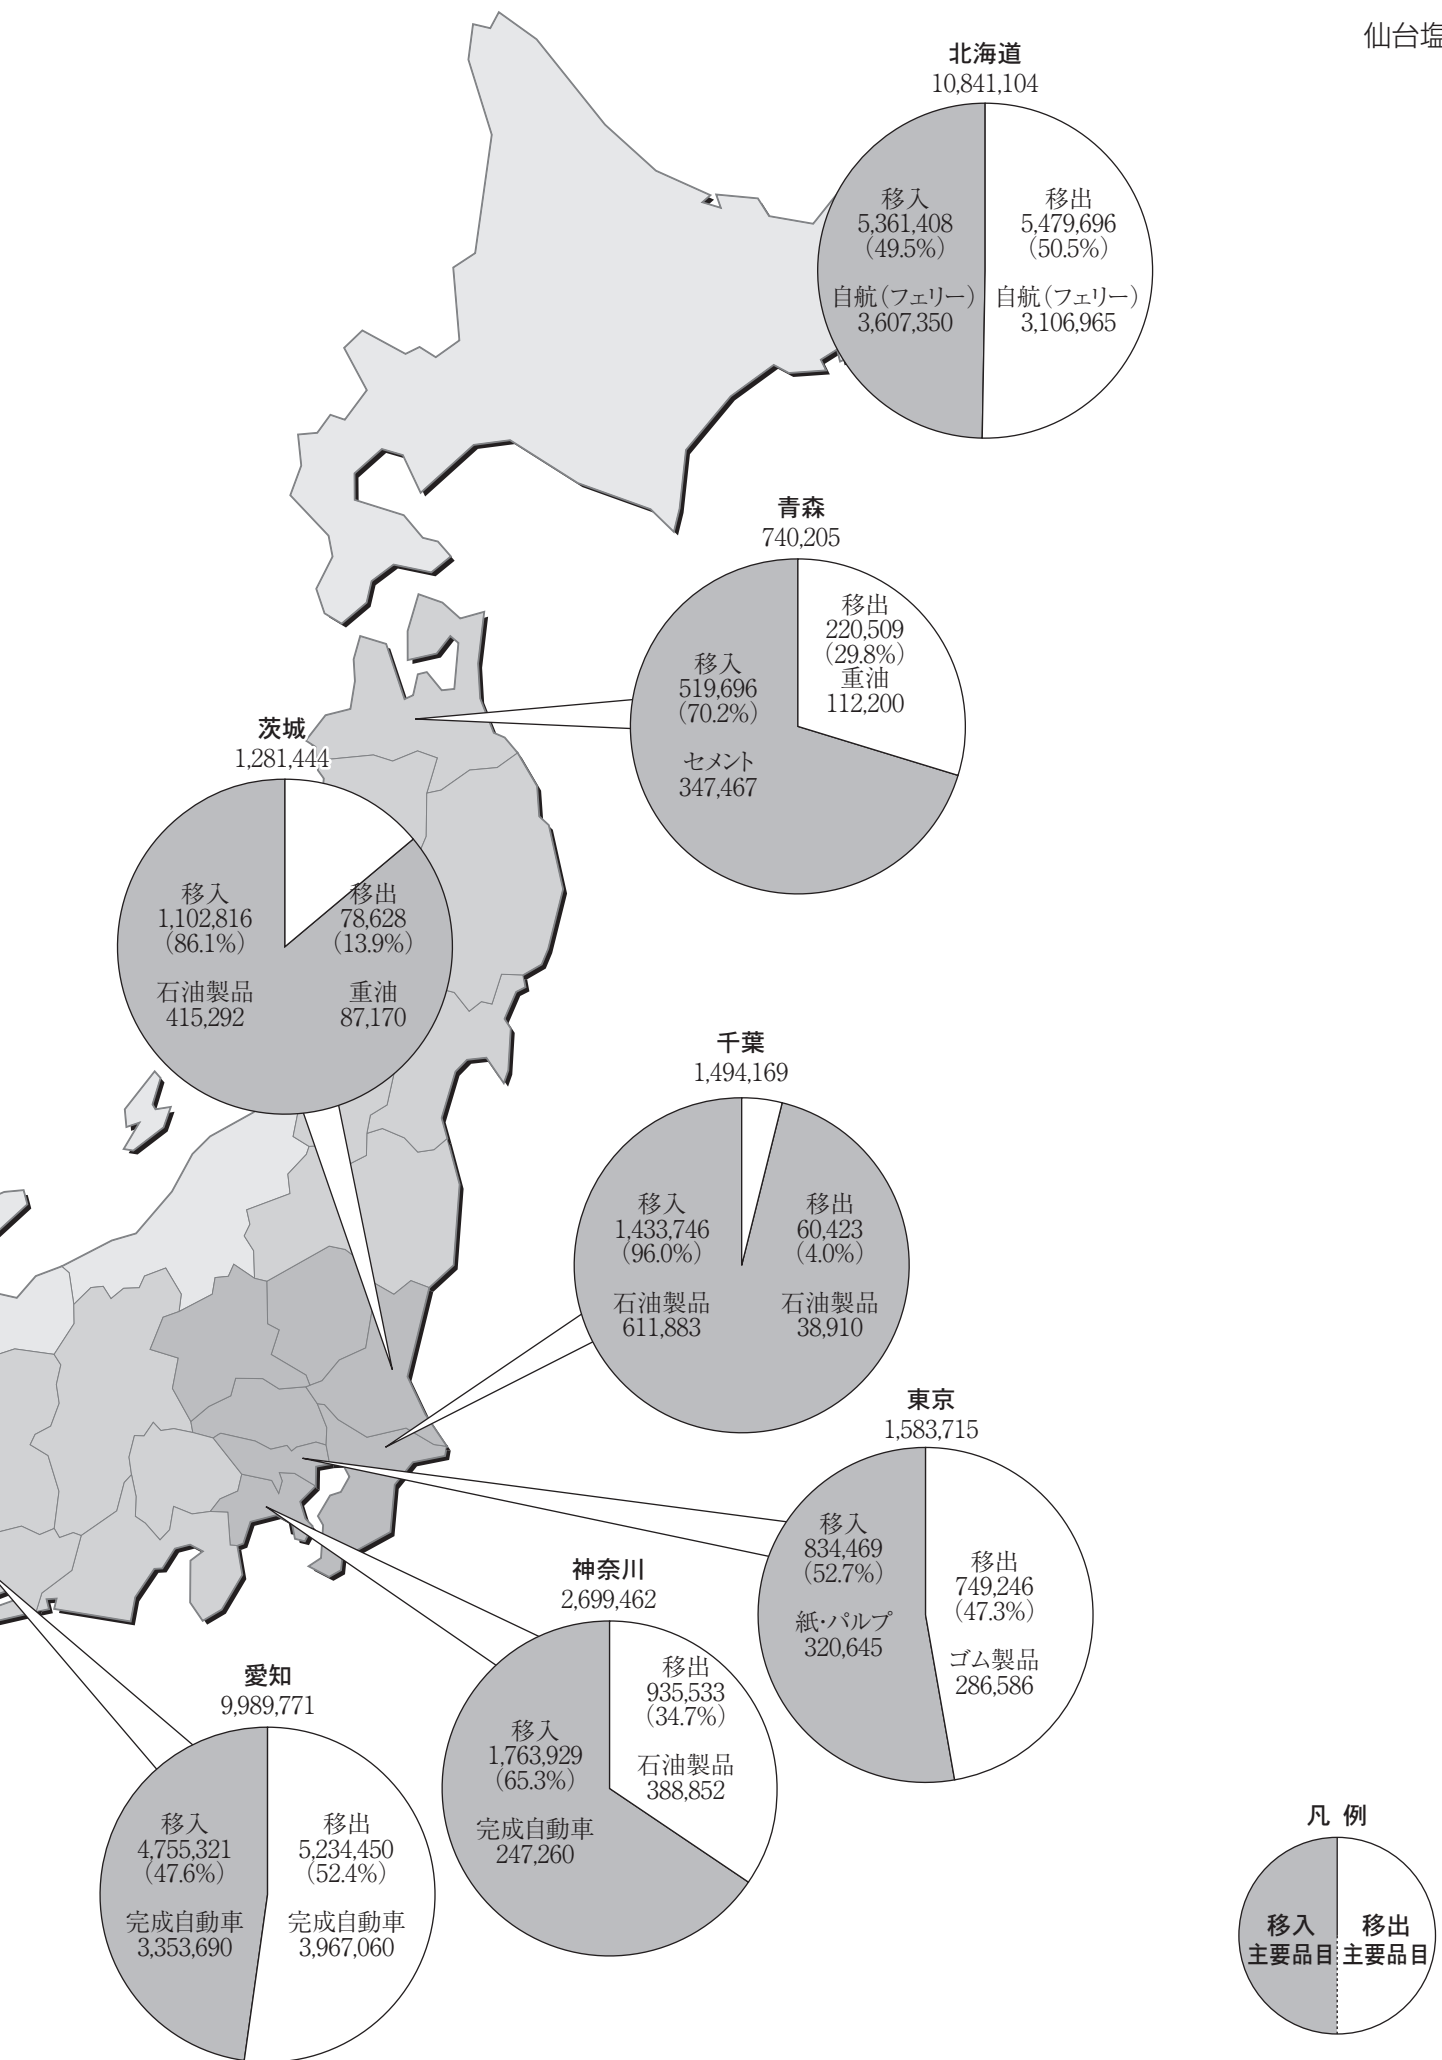 仙台塩
北海道
10,841,104
移入
5,361,408
(49.5%)
自航(フェリー)
3,607,350
移出
5,479,696
(50.5%)
自航(フェリー)
3,106,965
青森
740,205
移出
220,509
(29.8%)
重油
112,200
移入
519,696
(70.2%)
セメント
347,467
茨城
1,281,444
移入
1,102,816
(86.1%)
石油製品
415,292
移出
78,628
(13.9%)
重油
87,170
千葉
1,494,169
移入
1,433,746
(96.0%)
石油製品
611,883
移出
60,423
(4.0%)
石油製品
38,910
東京
1,583,715
移入
834,469
(52.7%)
紙・パルプ
320,645
移出
749,246
(47.3%)
ゴム製品
286,586
神奈川
2,699,462
移出
935,533
(34.7%)
石油製品
388,852
移入
1,763,929
(65.3%)
完成自動車
247,260
愛知
9,989,771
移入
4,755,321
(47.6%)
完成自動車
3,353,690
移出
5,234,450
(52.4%)
完成自動車
3,967,060
凡 例
移入
主要品目
移出
主要品目